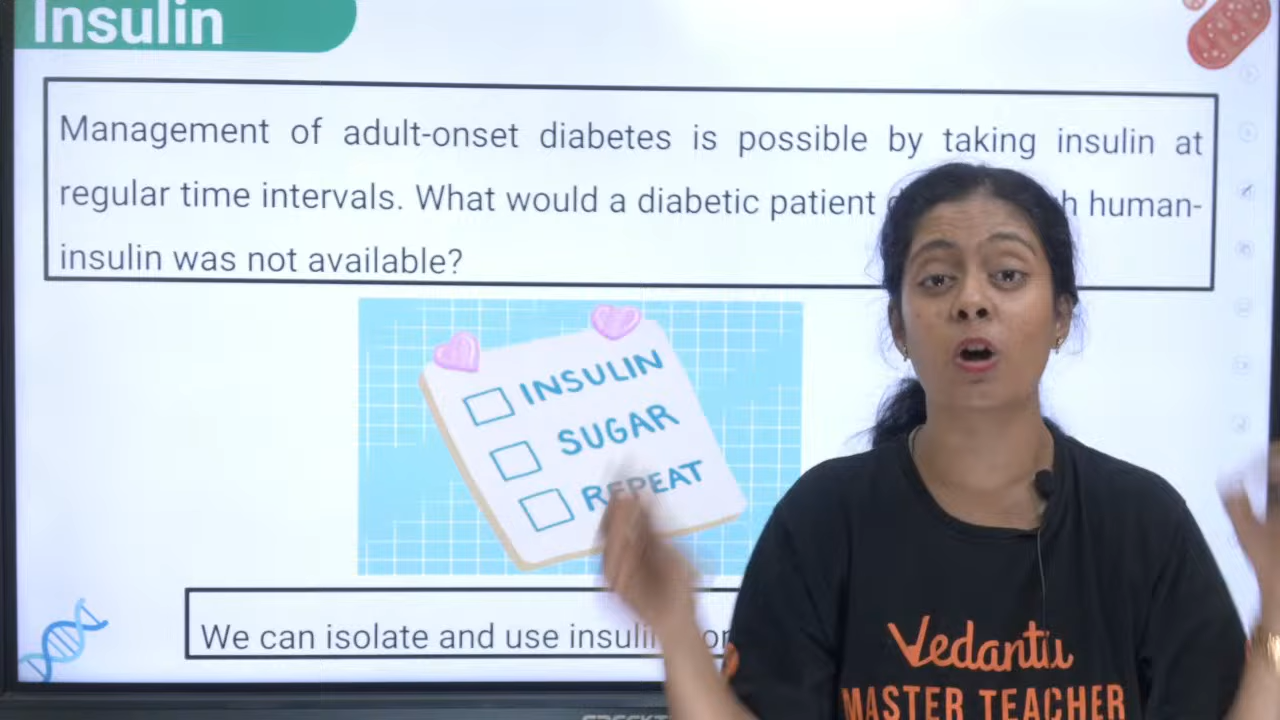 Insulin
Management of adult-onset diabetes is possible by taking insulin at
regular time intervals. What would a diabetic patient human-
insulin was not available?
INSULIN
SUGAR
REPEAT
We can isolate and use
Vedantu
MASTER TEACHER